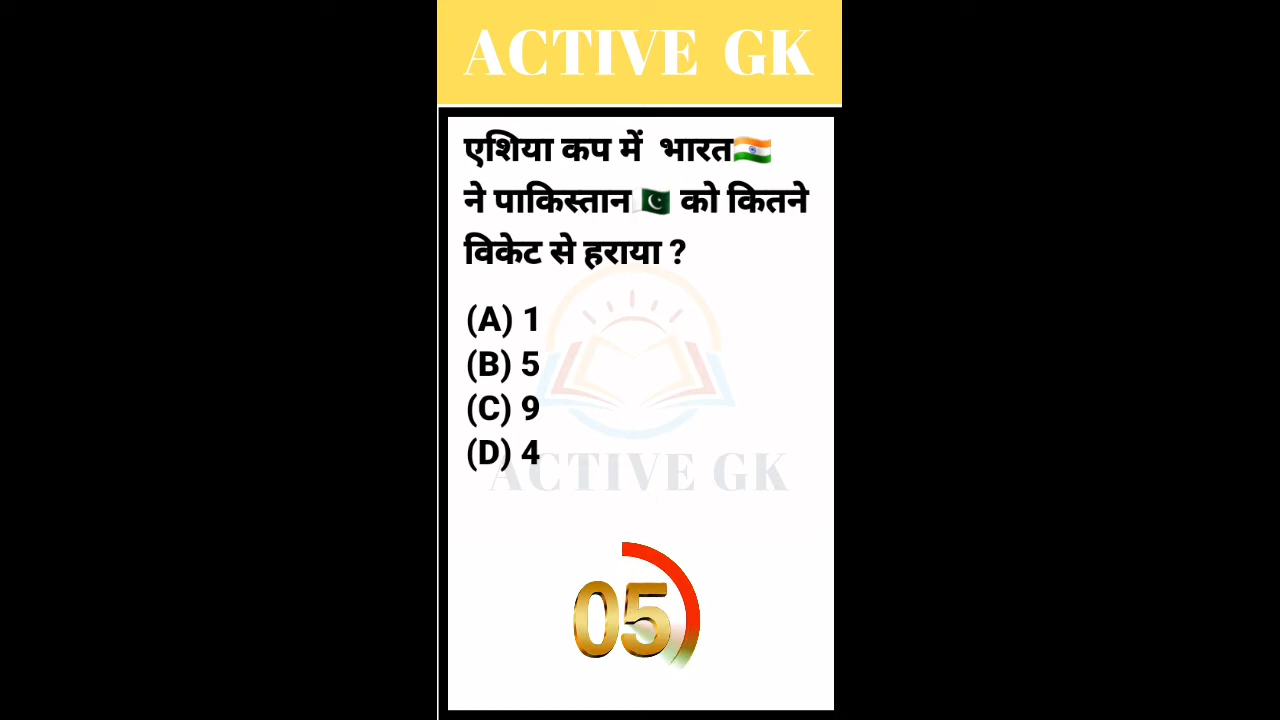 ACTIVE GK
एशिया कप में भारत🇮🇳
ने पाकिस्तान🇵🇰 को कितने
विकेट से हराया ?
(A) 1
(B) 5
(C) 9
(D) 4
ACTIVE GK
05